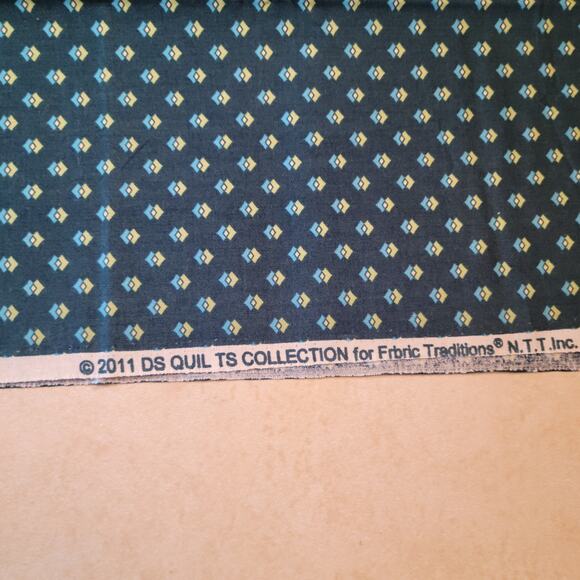 © 2011 DS QUIL TS COLLECTION for Frbric Traditions® N.T.T.Inc.